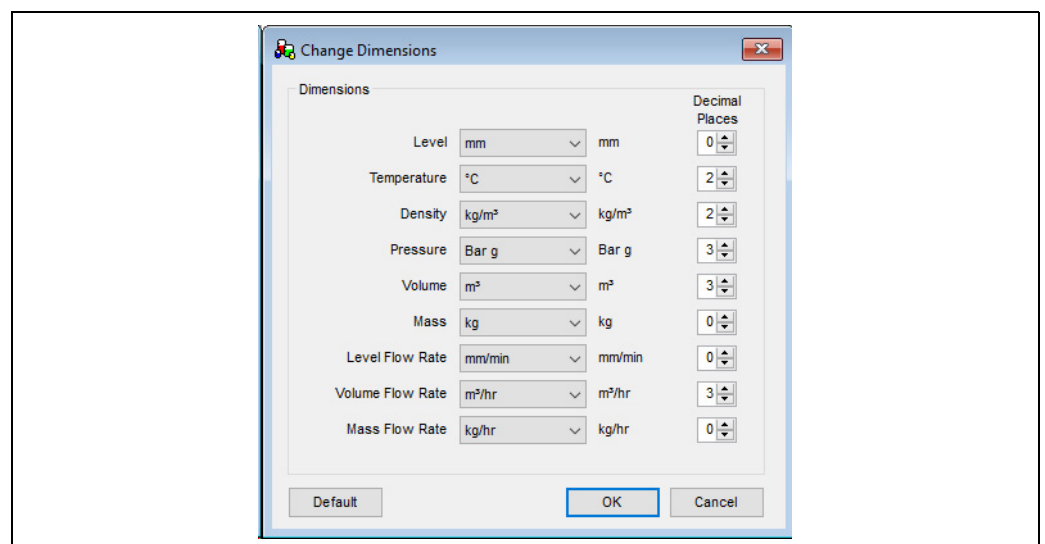 Change Dimensions
Dimensions
Decimal
Places
Level mm mm 0
Temperature °C °C 2
Density kg/m³ kg/m³ 2
Pressure Bar g Bar g 3
Volume m³ m³ 3
Mass kg kg 0
Level Flow Rate mm/min mm/min 0
Volume Flow Rate m³/hr m³/hr 3
Mass Flow Rate kg/hr kg/hr 0
Default OK Cancel